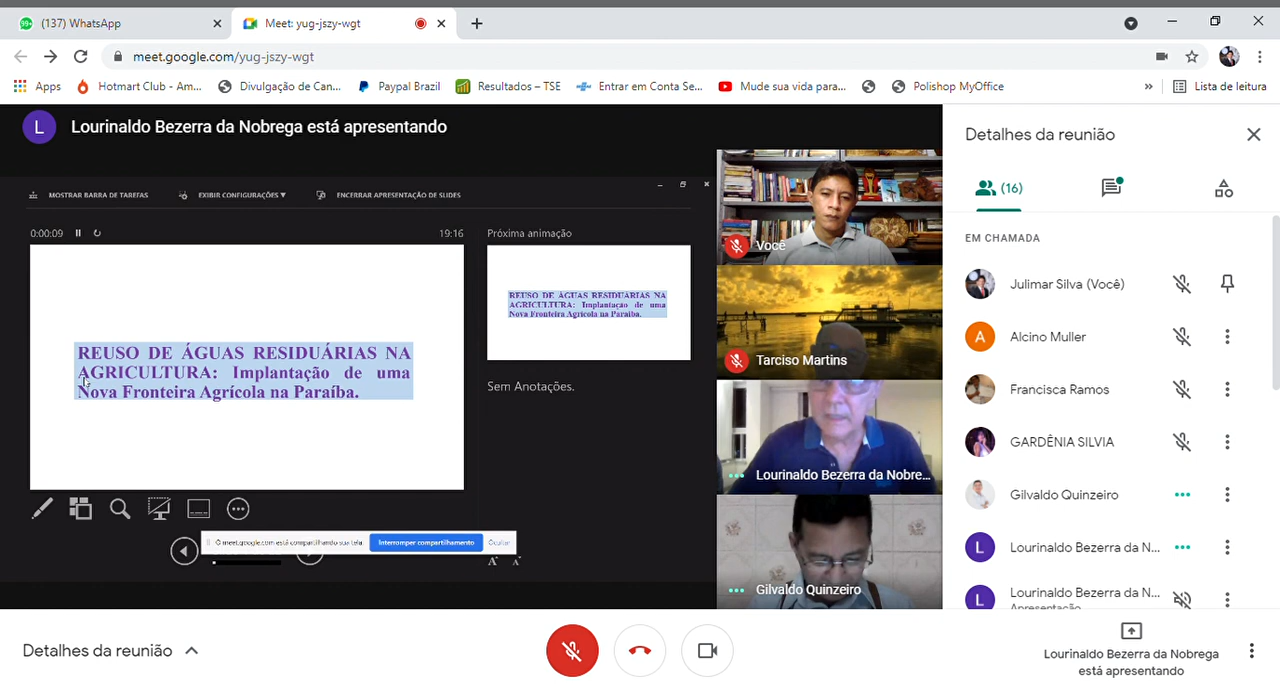 99+
(137) WhatsApp
Meet: yug-jszy-wgt
meet.google.com/yug-jszy-wgt
Apps
Hotmart Club - Am...
Divulgação de Can...
Paypal Brazil
Resultados – TSE
Entrar em Conta Se...
Mude sua vida para...
Polishop MyOffice
»
Lista de leitura
L
Lourinaldo Bezerra da Nobrega está apresentando
MOSTRAR BARRA DE TAREFAS
EXIBIR CONFIGURAÇÕES
ENCERRAR APRESENTAÇÃO DE SLIDES
0:00:09
19:16
Próxima animação
REUSO DE ÁGUAS RESIDUÁRIAS NA
AGRICULTURA: Implantação de uma
Nova Fronteira Agrícola na Paraíba.
REUSO DE ÁGUAS RESIDUÁRIAS NA
AGRICULTURA: Implantação de uma
Nova Fronteira Agrícola na Paraíba.
Sem Anotações.
O meet.google.com está compartilhando sua tela.
Interromper compartilhamento
Ocultar
A
A
Você
Tarciso Martins
Lourinaldo Bezerra da Nobre...
Gilvaldo Quinzeiro
Detalhes da reunião
(16)
EM CHAMADA
Julimar Silva (Você)
A
Alcino Muller
Francisca Ramos
GARDÊNIA SILVIA
Gilvaldo Quinzeiro
L
Lourinaldo Bezerra da N...
L
Lourinaldo Bezerra da N...
Apresentação
Detalhes da reunião
Lourinaldo Bezerra da Nobrega
está apresentando